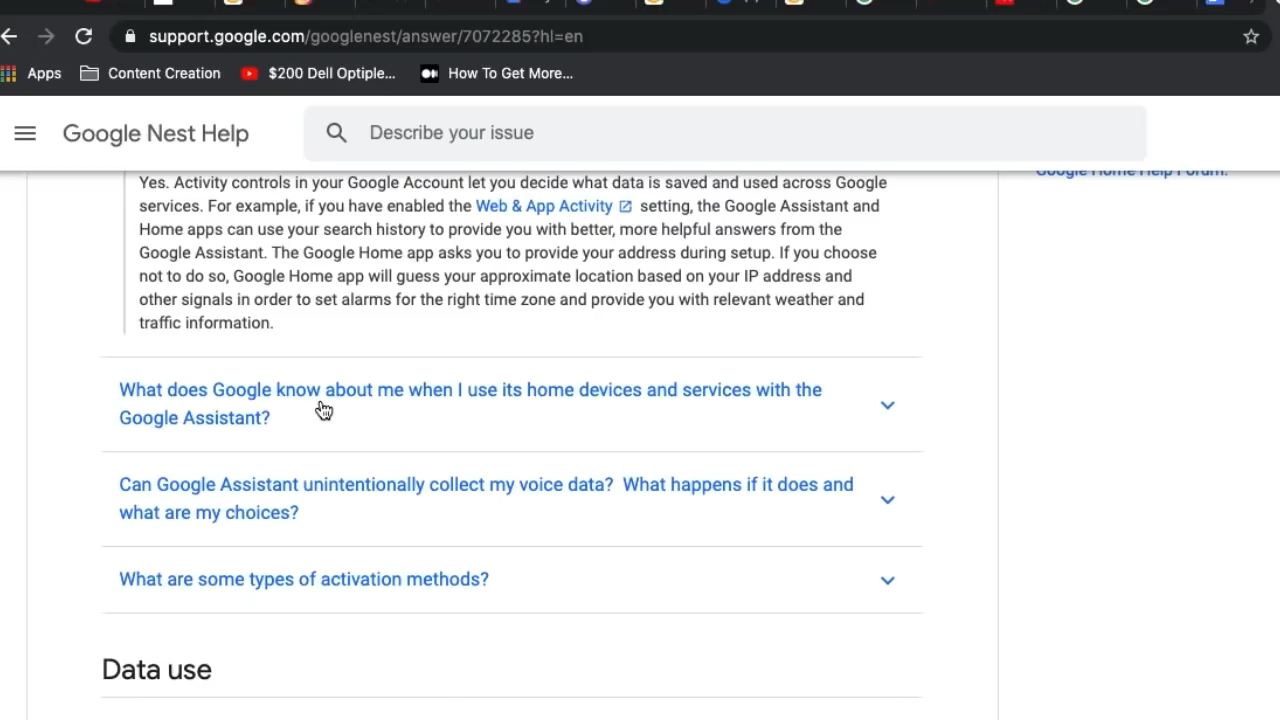 support.google.com/googlenest/answer/7072285?hl=en
Apps Content Creation $200 Dell Optiple... How To Get More...
Google Nest Help Describe your issue
Google Home Help Forum.
Yes. Activity controls in your Google Account let you decide what data is saved and used across Google
services. For example, if you have enabled the Web & App Activity setting, the Google Assistant and
Home apps can use your search history to provide you with better, more helpful answers from the
Google Assistant. The Google Home app asks you to provide your address during setup. If you choose
not to do so, Google Home app will guess your approximate location based on your IP address and
other signals in order to set alarms for the right time zone and provide you with relevant weather and
traffic information.
What does Google know about me when I use its home devices and services with the
Google Assistant?
Can Google Assistant unintentionally collect my voice data? What happens if it does and
what are my choices?
What are some types of activation methods?
Data use